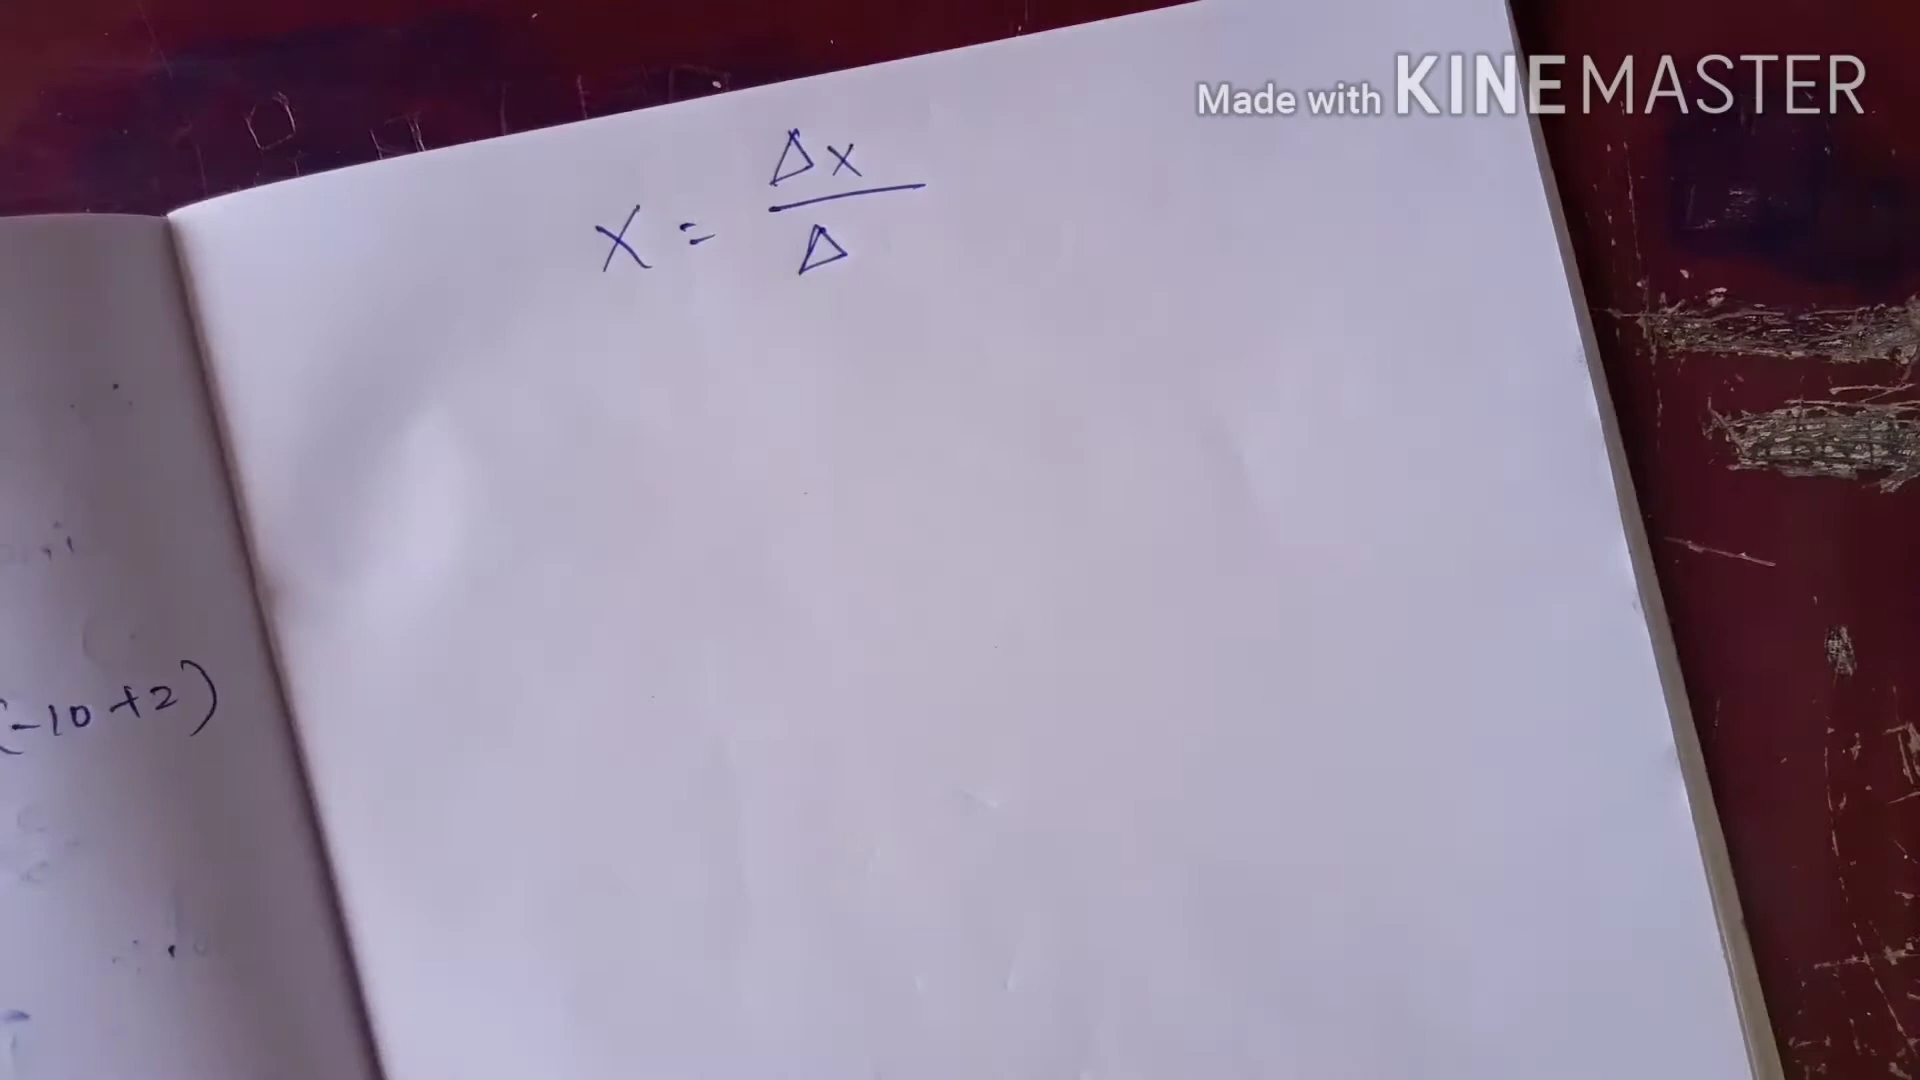 Made with KINEMASTER
x = Δx / Δ
(-10+2)